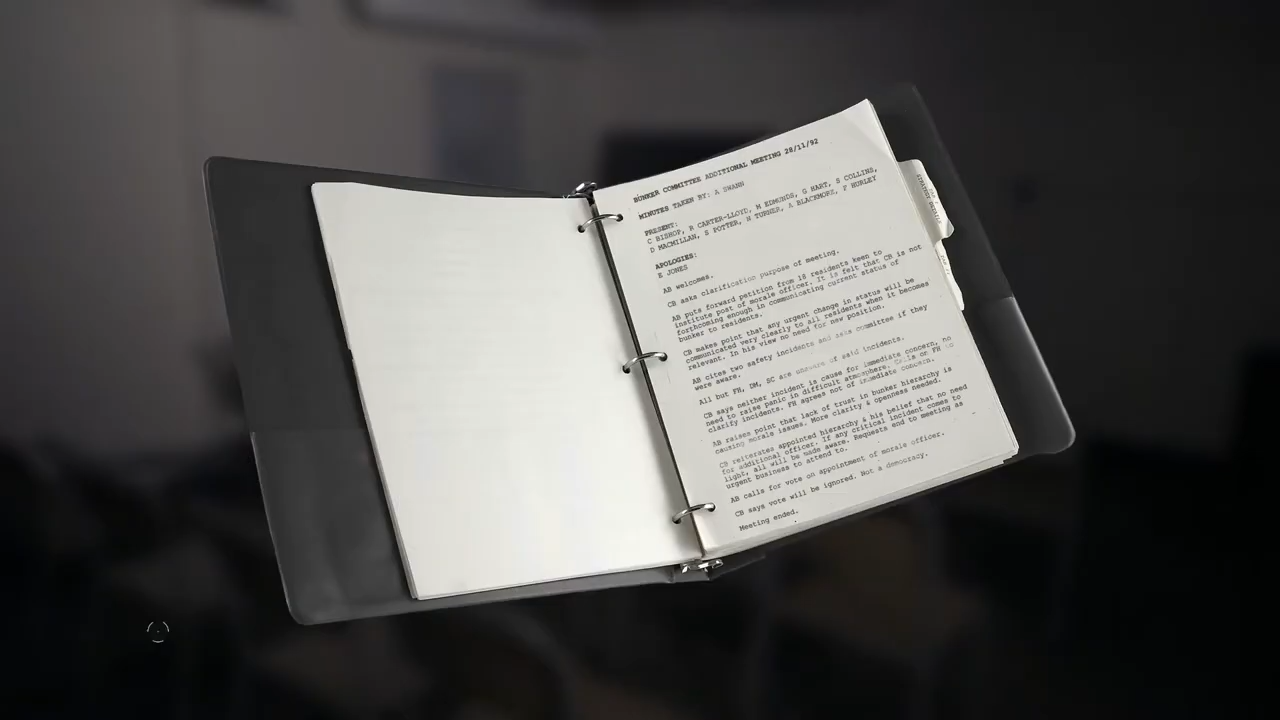 BUNKER COMMITTEE ADDITIONAL MEETING 28/11/92
MINUTES TAKEN BY: A SWANN
PRESENT:
C BISHOP, R CARTER-LLOYD, M EDMUNDS, G HART, S COLLINS,
D MACMILLAN, S POTTER, N TURNER, A BLACKMORE, F HURLEY
APOLOGIES:
E JONES
AB welcomes.
CB asks clarification purpose of meeting.
AB puts forward petition from 18 residents keen to
institute post of morale officer. It is felt that CB is not
forthcoming enough in communicating current status of
bunker to residents.
CB makes point that any urgent change in status will be
communicated very clearly to all residents when it becomes
relevant. In his view no need for new position.
AB cites two safety incidents and asks committee if they
were aware.
All but FH, DM, SC are unaware of said incidents.
CB says neither incident is cause for immediate concern, no
need to raise panic in difficult atmosphere. Calls or FH to
clarify incidents. FH agrees not of immediate concern.
AB raises point that lack of trust in bunker hierarchy is
causing morale issues. More clarity & openness needed.
CB reiterates appointed hierarchy & his belief that no need
for additional officer. If any critical incident comes to
light, all will be made aware. Requests end to meeting as
urgent business to attend to.
AB calls for vote on appointment of morale officer.
CB says vote will be ignored. Not a democracy.
Meeting ended.